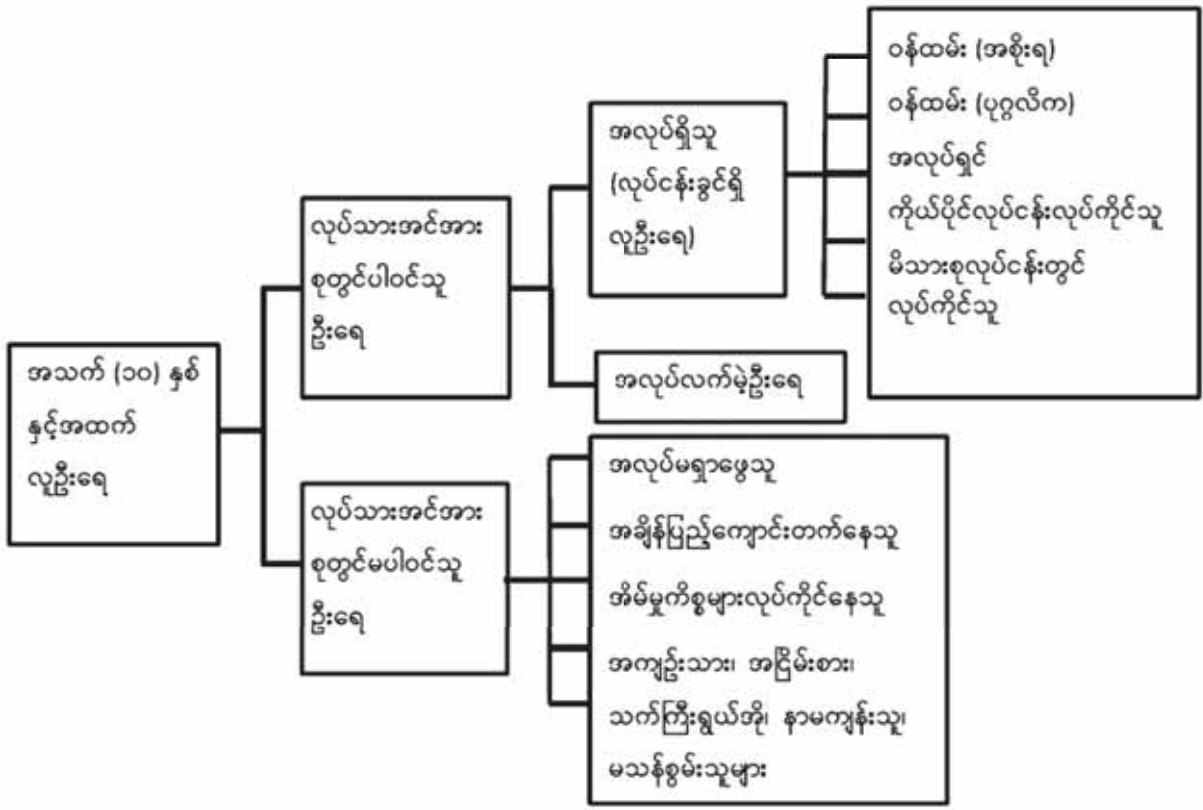 အသက် (၁၀) နှစ်
နှင့်အထက်
လူဦးရေ
လုပ်သားအင်အား
စုတွင်ပါဝင်သူ
ဦးရေ
လုပ်သားအင်အား
စုတွင်မပါဝင်သူ
ဦးရေ
အလုပ်ရှိသူ
(လုပ်ငန်းခွင်ရှိ
လူဦးရေ)
အလုပ်လက်မဲ့ဦးရေ
ဝန်ထမ်း (အစိုးရ)
ဝန်ထမ်း (ပုဂ္ဂလိက)
အလုပ်ရှင်
ကိုယ်ပိုင်လုပ်ငန်းလုပ်ကိုင်သူ
မိသားစုလုပ်ငန်းတွင်
လုပ်ကိုင်သူ
အလုပ်မရှာဖွေသူ
အချိန်ပြည့်ကျောင်းတက်နေသူ
အိမ်မှုကိစ္စများလုပ်ကိုင်နေသူ
အကျဉ်းသား၊ အငြိမ်းစား၊
သက်ကြီးရွယ်အို၊ နာမကျန်းသူ၊
မသန်စွမ်းသူများ